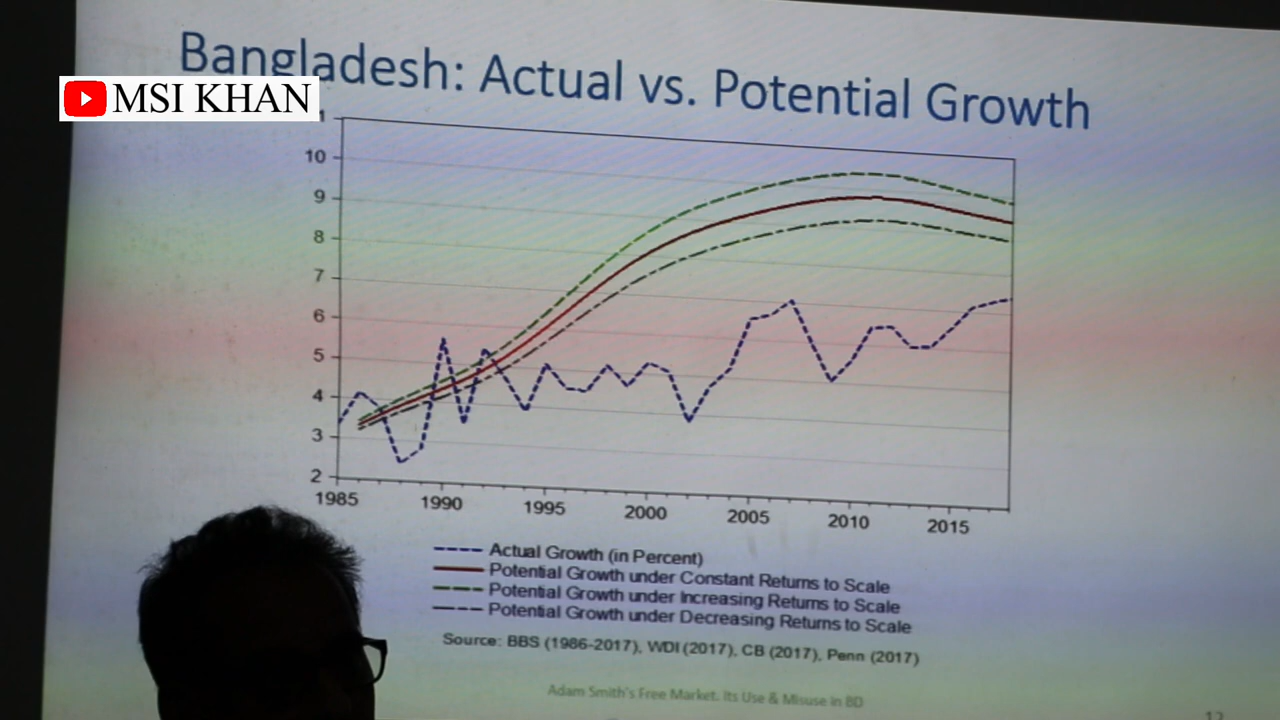 Bangladesh: Actual vs. Potential Growth
MSI KHAN
10
9
8
7
6
5
4
3
2
1985 1990 1995 2000 2005 2010 2015
Actual Growth (in Percent)
Potential Growth under Constant Returns to Scale
Potential Growth under Increasing Returns to Scale
Potential Growth under Decreasing Returns to Scale
Source: BBS (1986-2017), WDI (2017), CB (2017), Penn (2017)
Adam Smith's Free Market. Its Use & Misuse in BD